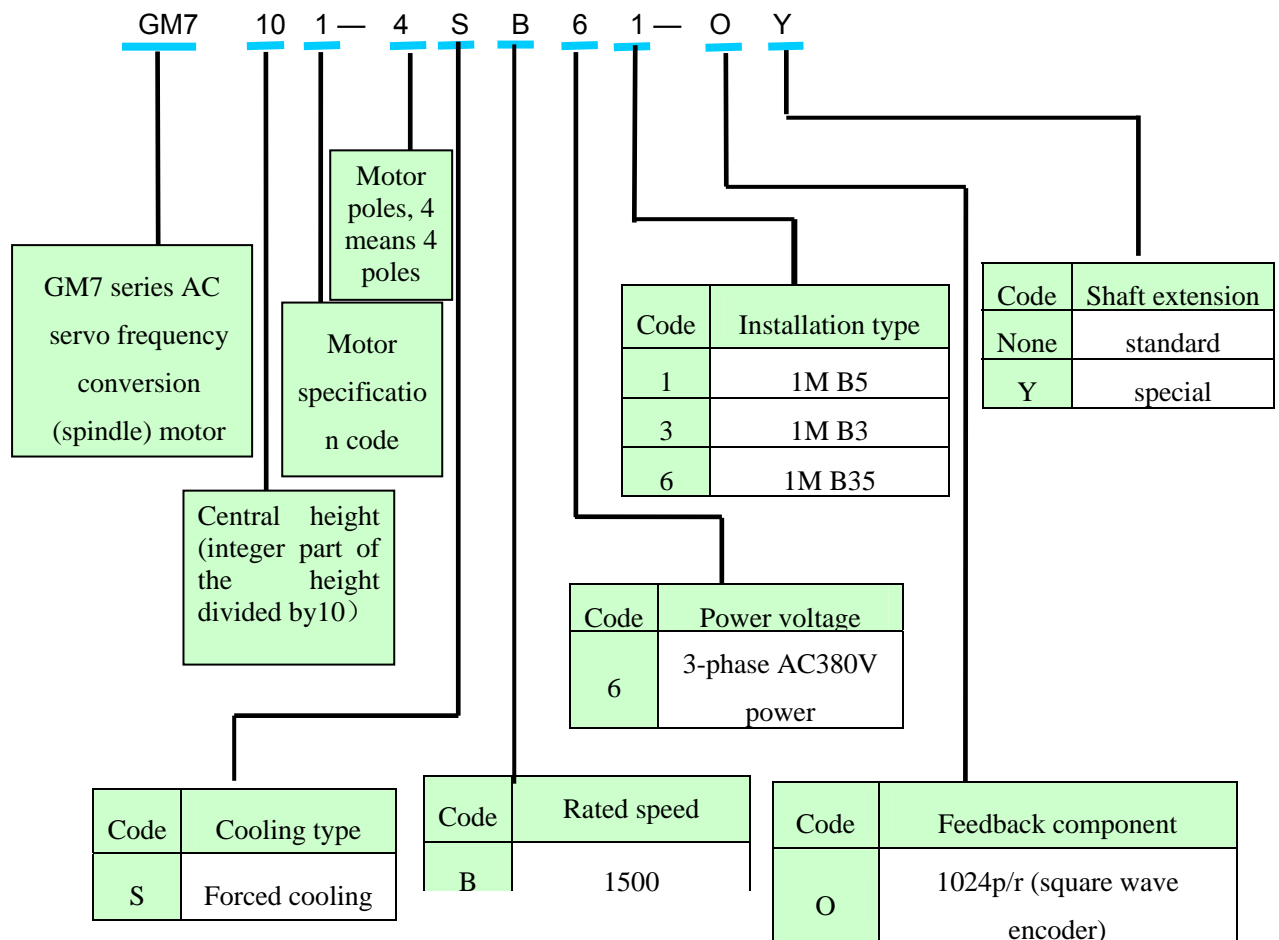 GM7 10 1 — 4 S B 6 1 — O Y
Motor
poles, 4
means 4
poles
GM7 series AC
servo frequency
conversion
(spindle) motor
Motor
specificatio
n code
Central height
(integer part of
the height
divided by10）
Code Installation type
1 1M B5
3 1M B3
6 1M B35
Code Shaft extension
None standard
Y special
Code Power voltage
6 3-phase AC380V
power
Code Cooling type
S Forced cooling
Code Rated speed
B 1500
Code Feedback component
O 1024p/r (square wave
encoder)